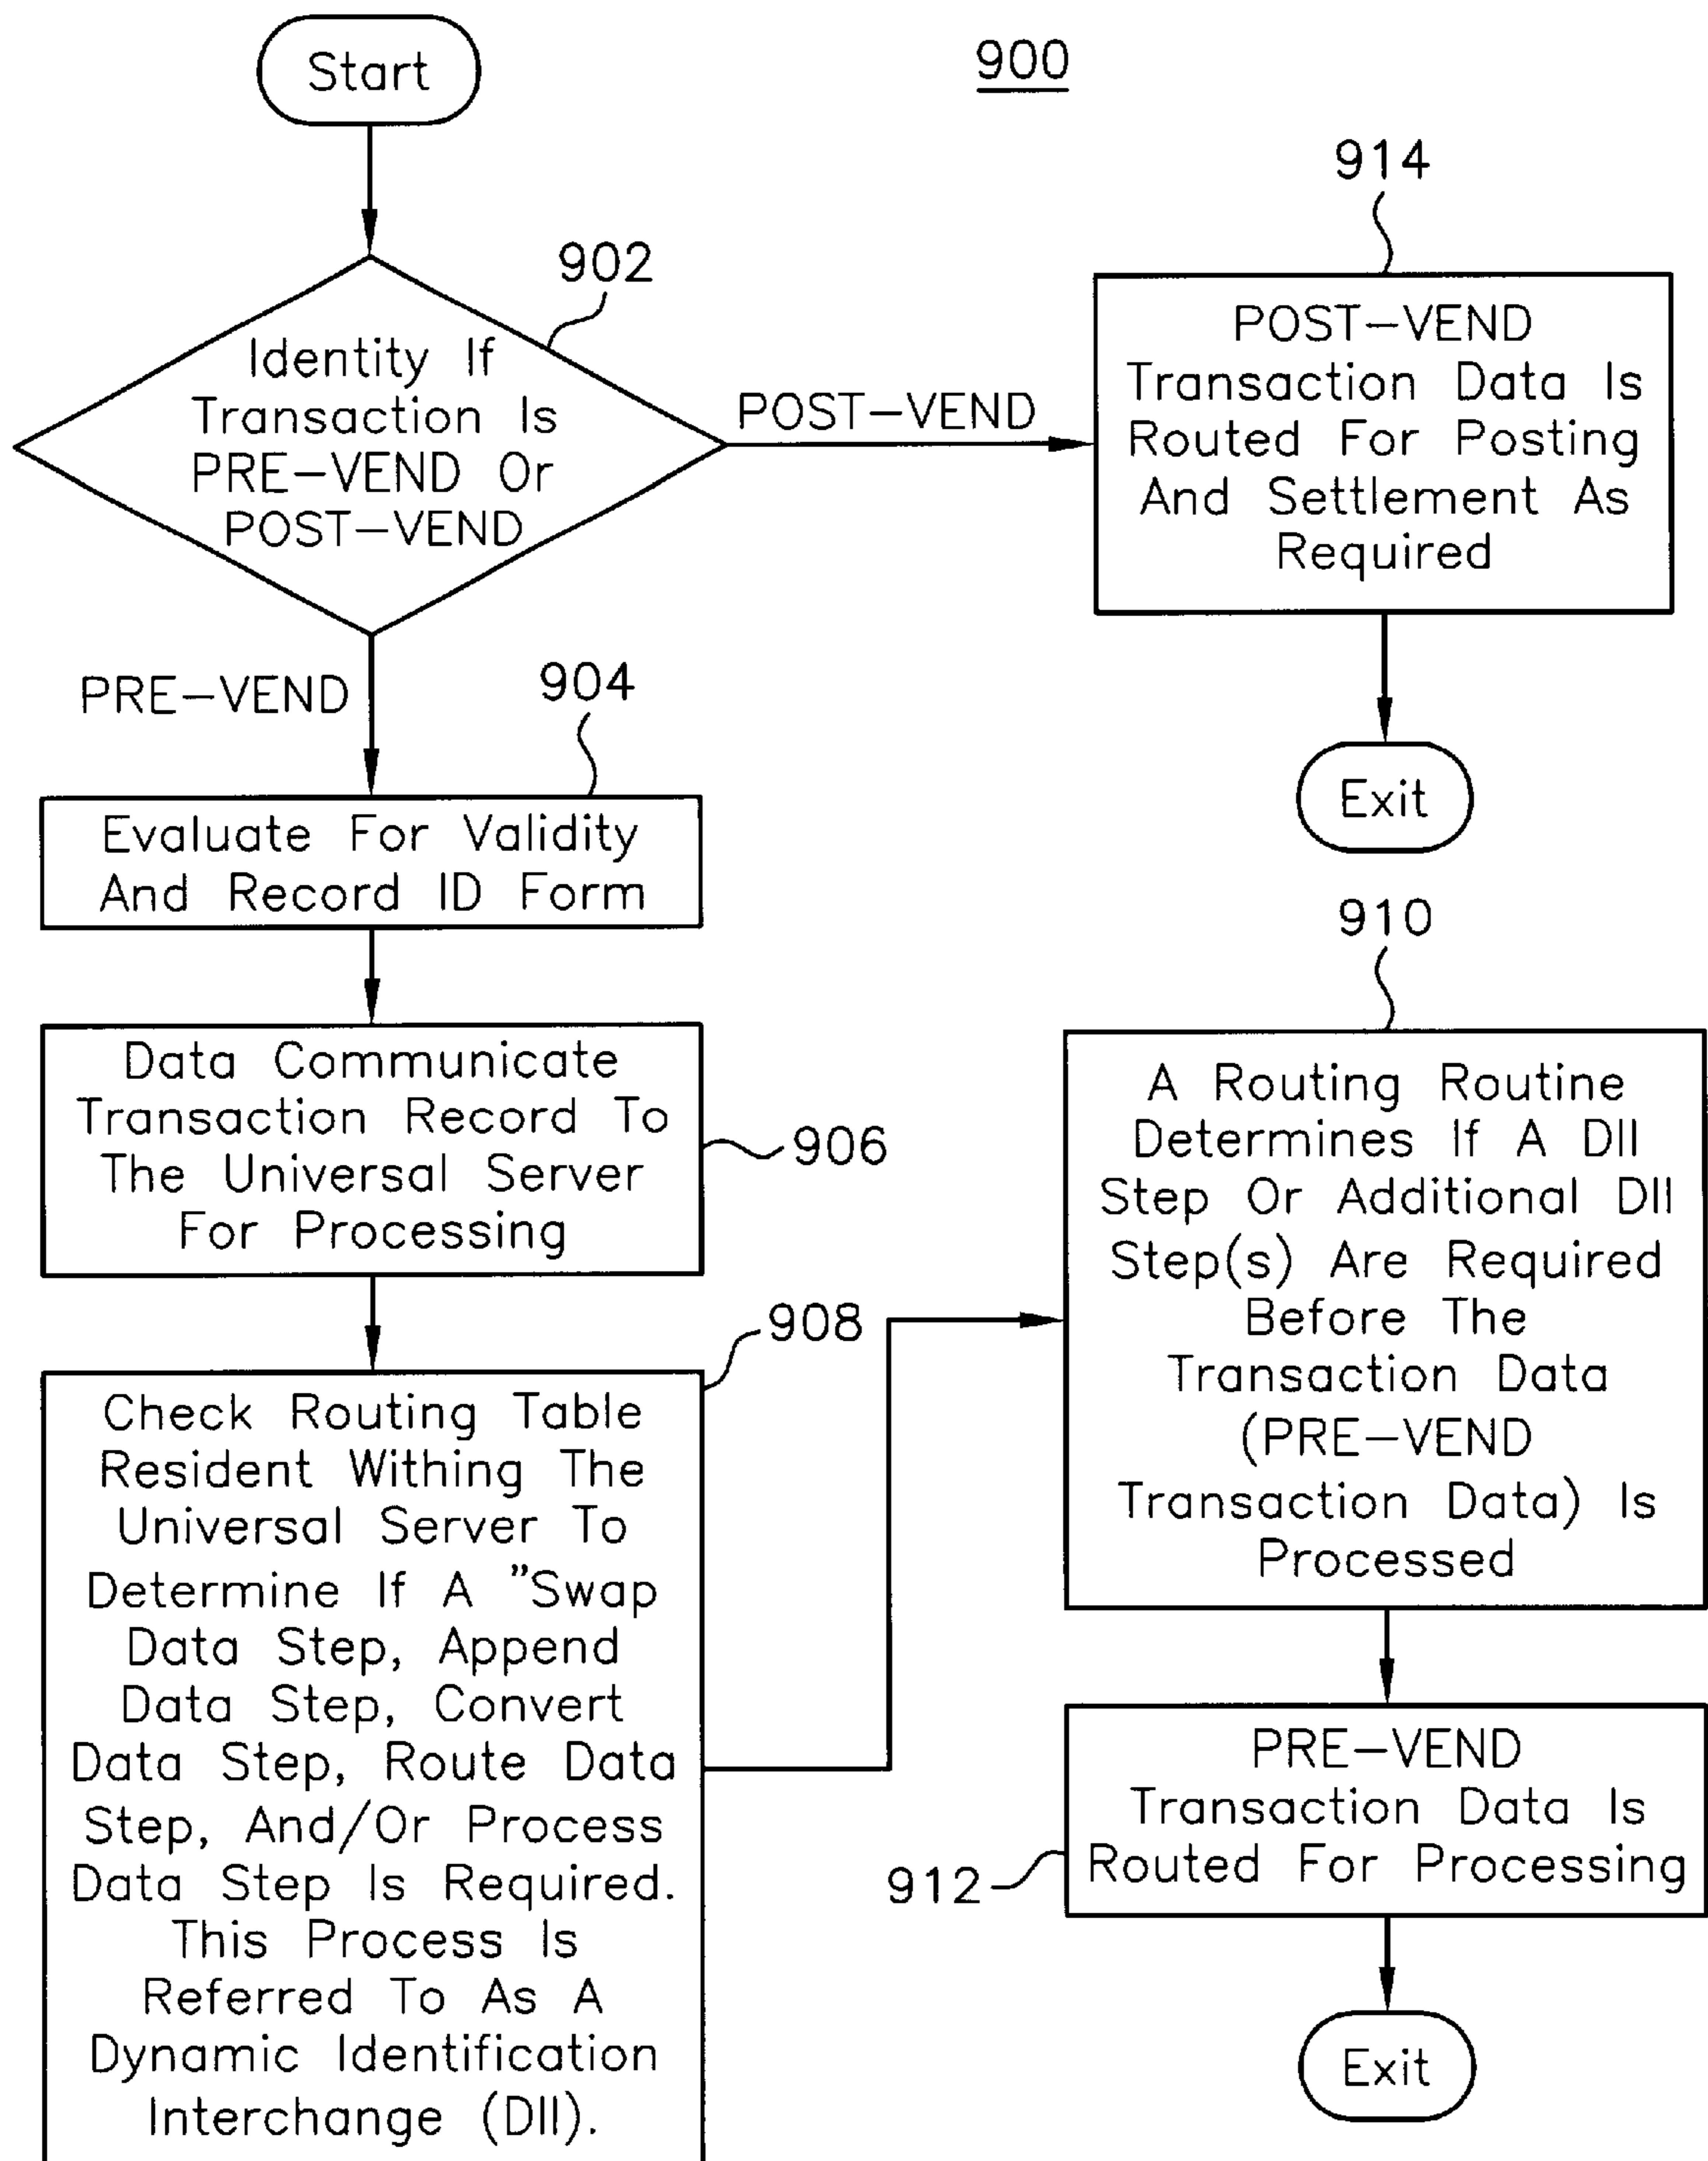 Start
900
902
Identity If
Transaction Is
PRE-VEND Or
POST-VEND
POST-VEND
914
POST-VEND
Transaction Data Is
Routed For Posting
And Settlement As
Required
Exit
PRE-VEND
904
Evaluate For Validity
And Record ID Form
Data Communicate
Transaction Record To
The Universal Server
For Processing
906
908
Check Routing Table
Resident Withing The
Universal Server To
Determine If A "Swap
Data Step, Append
Data Step, Convert
Data Step, Route Data
Step, And/Or Process
Data Step Is Required.
This Process Is
Referred To As A
Dynamic Identification
Interchange (DII).
910
A Routing Routine
Determines If A DII
Step Or Additional DII
Step(s) Are Required
Before The
Transaction Data
(PRE-VEND
Transaction Data) Is
Processed
PRE-VEND
Transaction Data Is
Routed For Processing
912
Exit